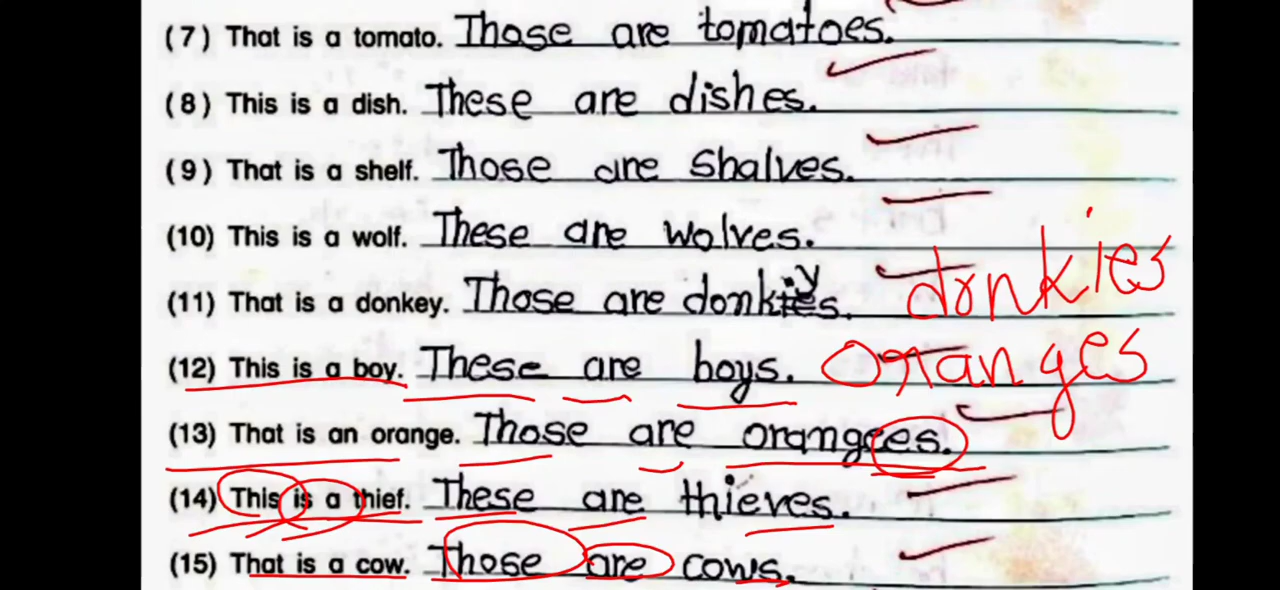 (7) That is a tomato. Those are tomatoes.
(8) This is a dish. These are dishes.
(9) That is a shelf. Those are Shalves.
(10) This is a wolf. These are wolves.
(11) That is a donkey. Those are donkeys. donkies
(12) This is a boy. These are boys. oranges
(13) That is an orange. Those are orangees.
(14) This is a thief. These are thieves.
(15) That is a cow. Those are cows.